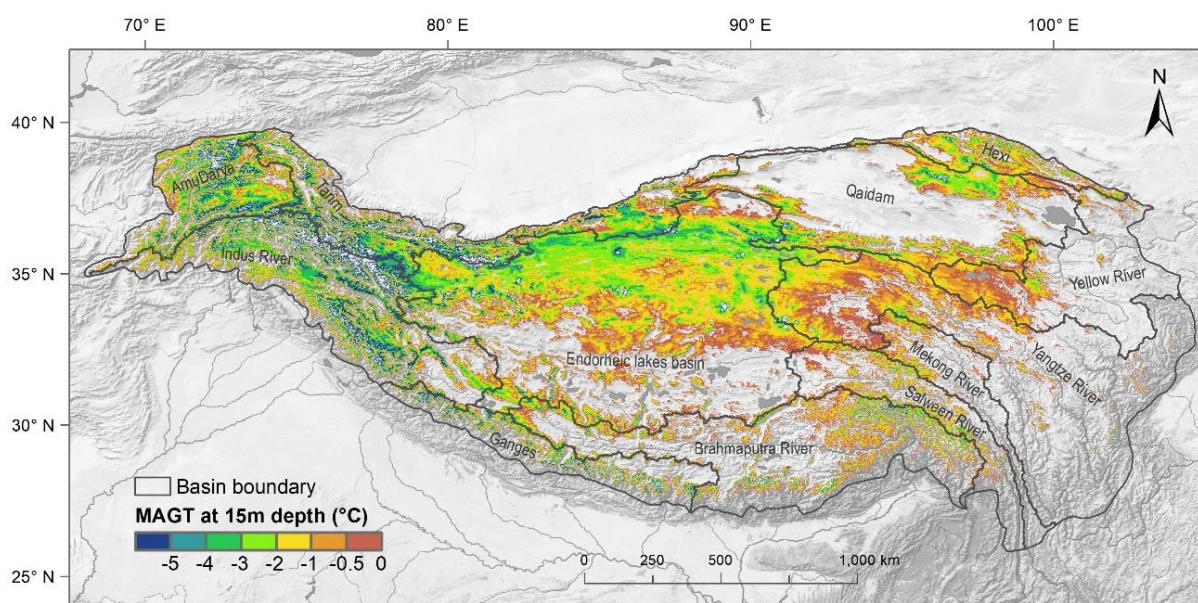 70° E 80° E 90° E 100° E
N
40° N
35° N
30° N
25° N
AmuDarya
Tarim
Indus River
Hexi
Qaidam
Yellow River
Endorheic lakes basin
Mekong River
Yangtze River
Salween River
Ganges
Brahmaputra River
Basin boundary
MAGT at 15m depth (°C)
-5 -4 -3 -2 -1 -0.5 0
0 250 500 1,000 km